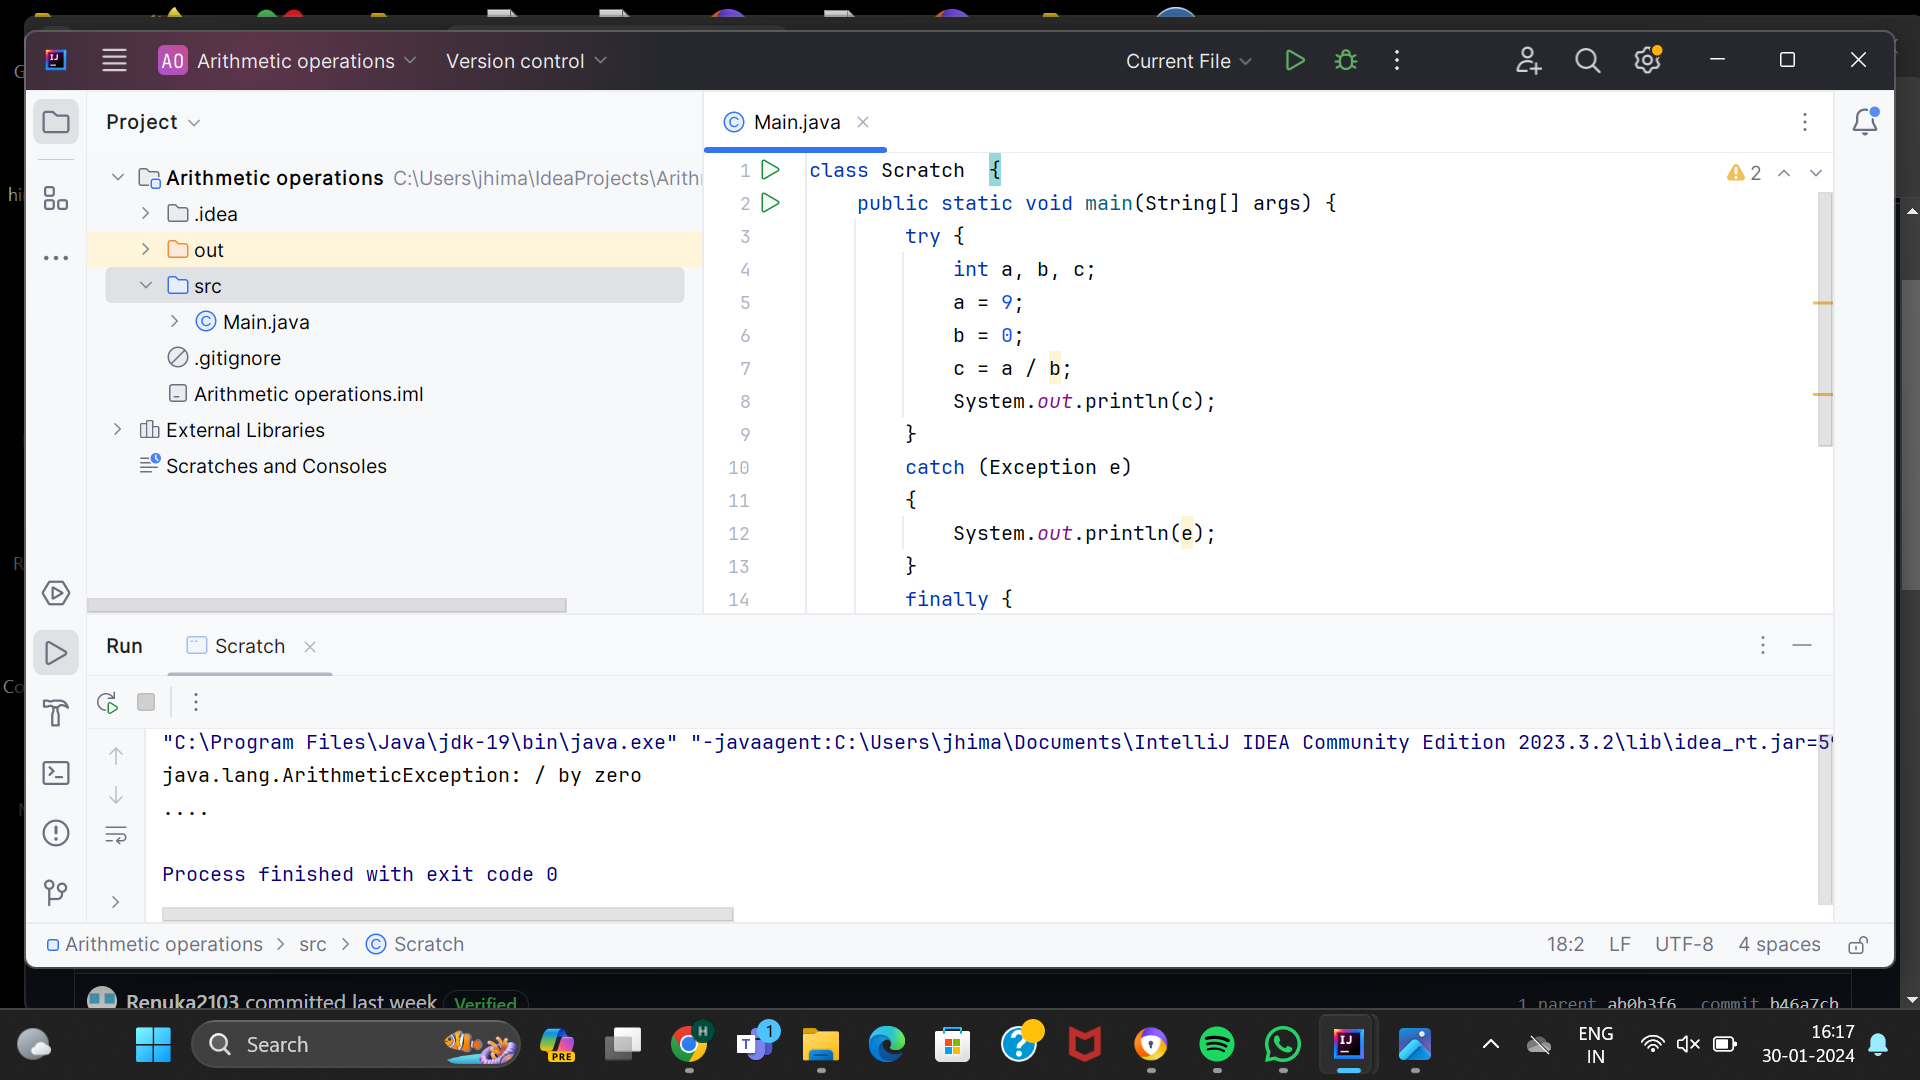 AO Arithmetic operations Version control Current File
Project
Main.java
Arithmetic operations C:\Users\jhima\IdeaProjects\Arith
.idea
out
src
Main.java
.gitignore
Arithmetic operations.iml
External Libraries
Scratches and Consoles
2
1 class Scratch {
2 public static void main(String[] args) {
3 try {
4 int a, b, c;
5 a = 9;
6 b = 0;
7 c = a / b;
8 System.out.println(c);
9 }
10 catch (Exception e)
11 {
12 System.out.println(e);
13 }
14 finally {
Run Scratch
"C:\Program Files\Java\jdk-19\bin\java.exe" "-javaagent:C:\Users\jhima\Documents\IntelliJ IDEA Community Edition 2023.3.2\lib\idea_rt.jar=5
java.lang.ArithmeticException: / by zero
....
Process finished with exit code 0
Arithmetic operations > src > Scratch 18:2 LF UTF-8 4 spaces
Renuka2103 committed last week Verified 1 parent ab0b3f6 commit b46a7cb
Search PRE H T 1 IJ ENG IN 16:17
30-01-2024